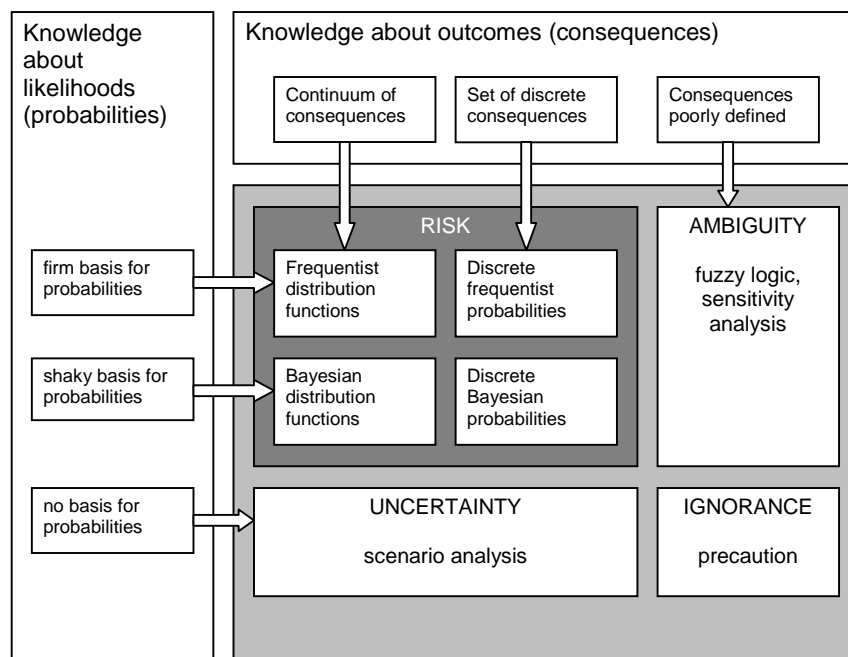 Knowledge
about
likelihoods
(probabilities)
Knowledge about outcomes (consequences)
Continuum of
consequences
Set of discrete
consequences
Consequences
poorly defined
RISK
AMBIGUITY
fuzzy logic,
sensitivity
analysis
firm basis for
probabilities
Frequentist
distribution
functions
Discrete
frequentist
probabilities
shaky basis for
probabilities
Bayesian
distribution
functions
Discrete
Bayesian
probabilities
no basis for
probabilities
UNCERTAINTY
scenario analysis
IGNORANCE
precaution